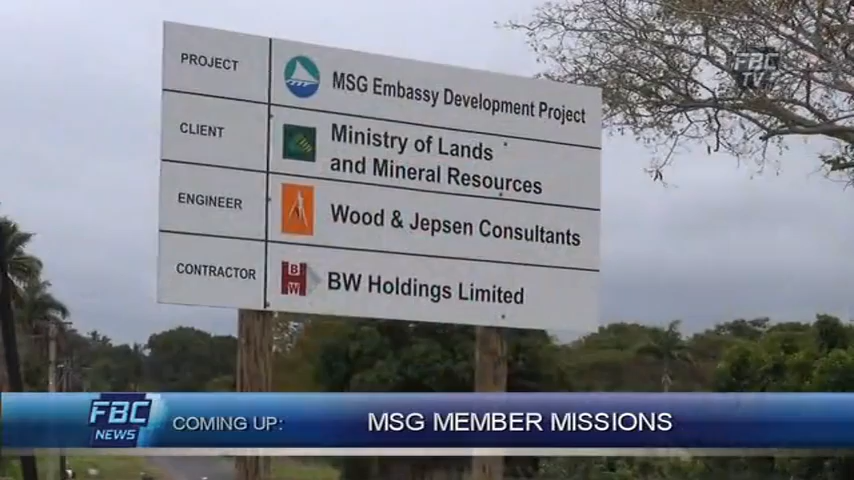 FBC
TV
PROJECT
MSG Embassy Development Project
CLIENT
Ministry of Lands
and Mineral Resources
ENGINEER
Wood & Jepsen Consultants
CONTRACTOR
B
H
W
BW Holdings Limited
FBC
NEWS
COMING UP:
MSG MEMBER MISSIONS